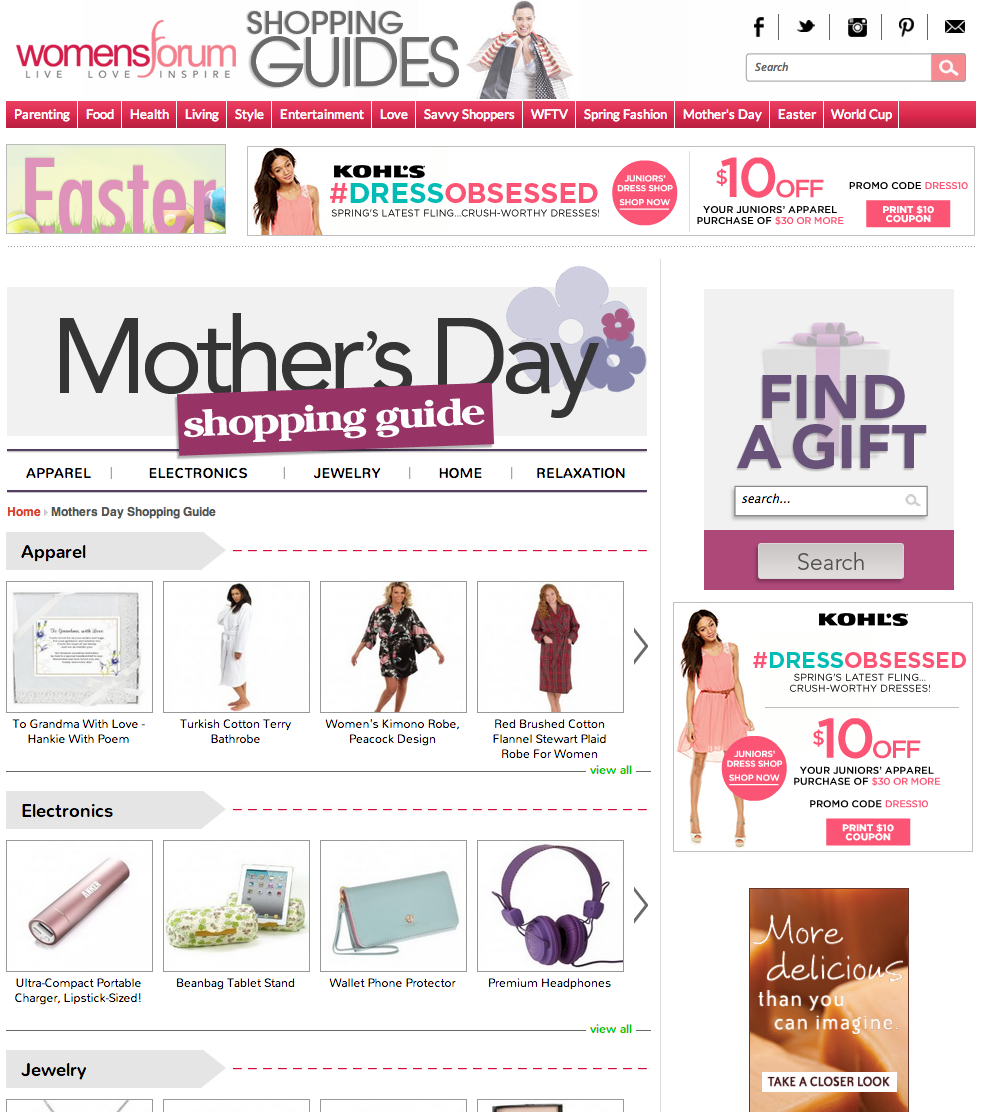 womensforum
LIVE LOVE INSPIRE
SHOPPING
GUIDES
Search
Parenting Food Health Living Style Entertainment Love Savvy Shoppers WFTV Spring Fashion Mother's Day Easter World Cup
Easter
KOHL'S
#DRESSOBSESSED
SPRING'S LATEST FLING...CRUSH-WORTHY DRESSES!
JUNIORS'
DRESS SHOP
SHOP NOW
$10 OFF
YOUR JUNIORS' APPAREL
PURCHASE OF $30 OR MORE
PROMO CODE DRESS10
PRINT $10
COUPON
Mother's Day
shopping guide
APPAREL | ELECTRONICS | JEWELRY | HOME | RELAXATION
Home Mothers Day Shopping Guide
Apparel
To Grandma, with Love
To Grandma With Love -
Hankie With Poem
Turkish Cotton Terry
Bathrobe
Women's Kimono Robe,
Peacock Design
Red Brushed Cotton
Flannel Stewart Plaid
Robe For Women
view all
Electronics
ANKER
Ultra-Compact Portable
Charger, Lipstick-Sized!
Beanbag Tablet Stand
Wallet Phone Protector
Premium Headphones
view all
Jewelry
FIND
A GIFT
search...
Search
KOHL'S
#DRESSOBSESSED
SPRING'S LATEST FLING...
CRUSH-WORTHY DRESSES!
$10 OFF
JUNIORS'
DRESS SHOP
SHOP NOW
YOUR JUNIORS' APPAREL
PURCHASE OF $30 OR MORE
PROMO CODE DRESS10
PRINT $10
COUPON
More
delicious
than you
can imagine.
TAKE A CLOSER LOOK